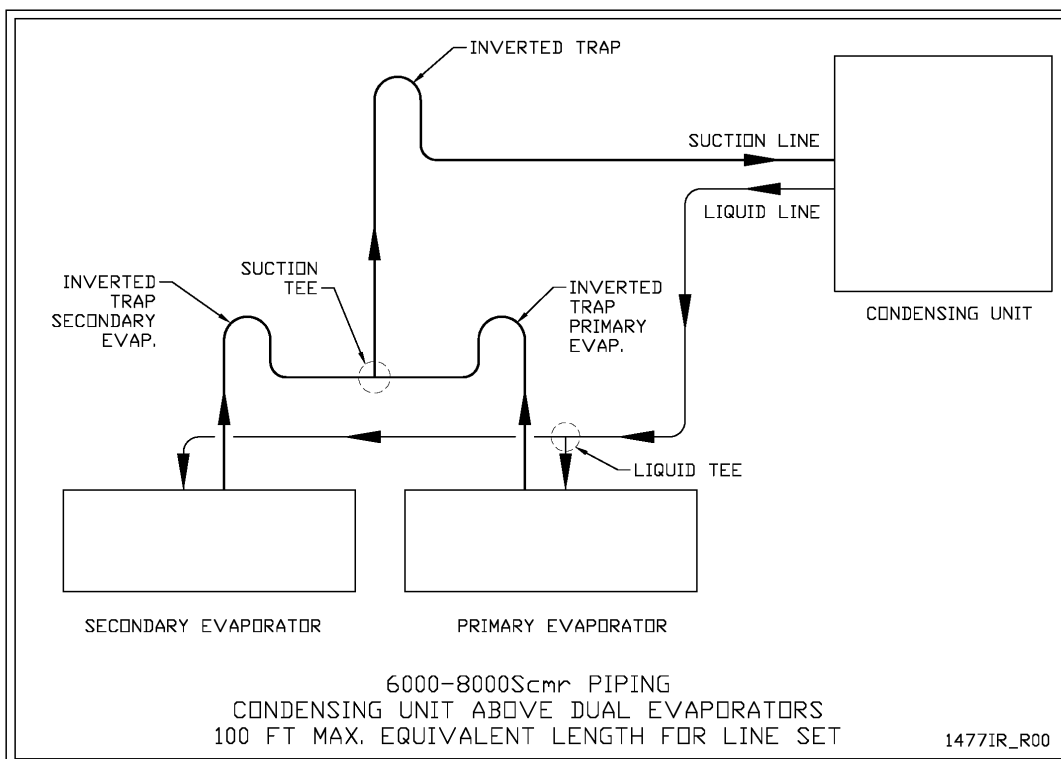 INVERTED TRAP
SUCTION LINE
LIQUID LINE
CONDENSING UNIT
SUCTION
TEE
INVERTED
TRAP
SECONDARY
EVAP.
INVERTED
TRAP
PRIMARY
EVAP.
LIQUID TEE
SECONDARY EVAPORATOR
PRIMARY EVAPORATOR
6000-8000Scmr PIPING
CONDENSING UNIT ABOVE DUAL EVAPORATORS
100 FT MAX. EQUIVALENT LENGTH FOR LINE SET
1477IR_R00